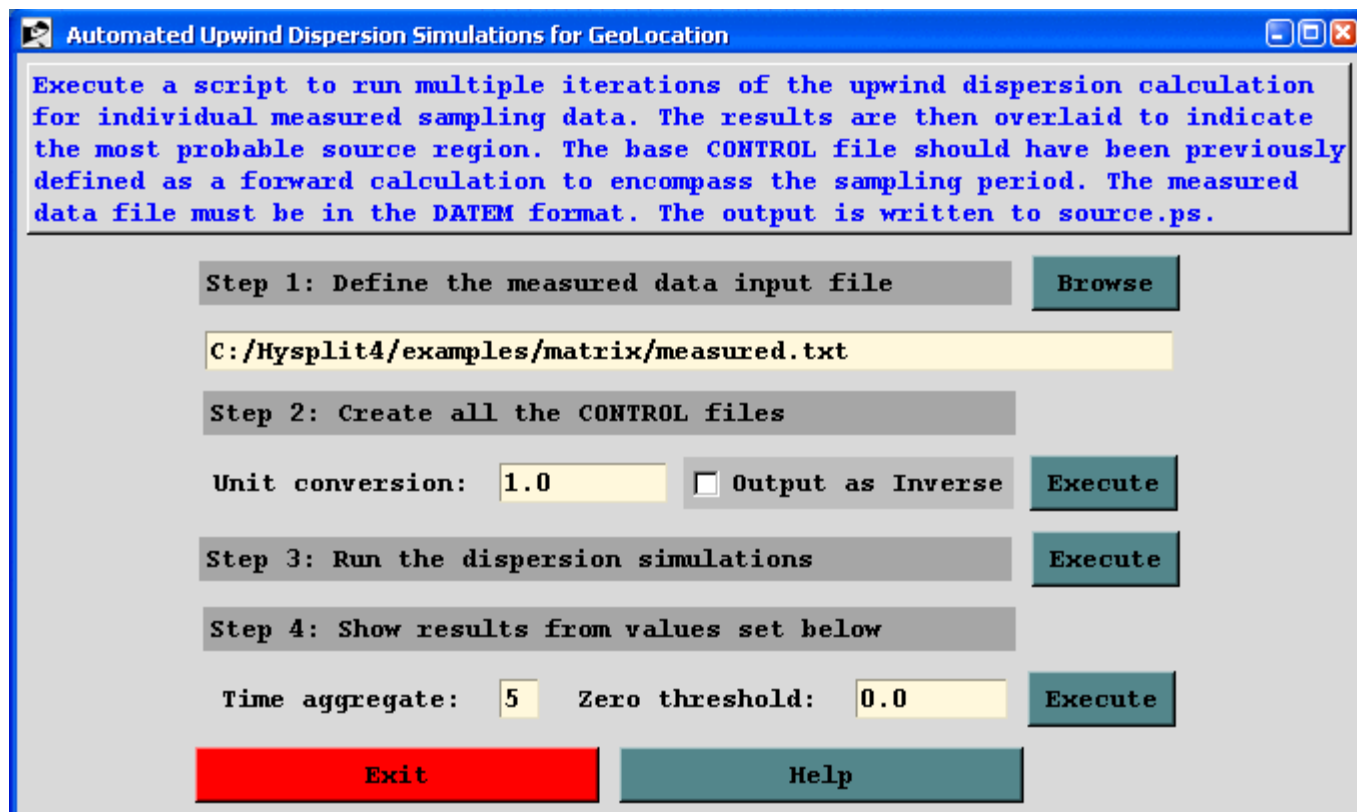 Automated Upwind Dispersion Simulations for GeoLocation
Execute a script to run multiple iterations of the upwind dispersion calculation
for individual measured sampling data. The results are then overlaid to indicate
the most probable source region. The base CONTROL file should have been previously
defined as a forward calculation to encompass the sampling period. The measured
data file must be in the DATEM format. The output is written to source.ps.
Step 1: Define the measured data input file Browse
C:/Hysplit4/examples/matrix/measured.txt
Step 2: Create all the CONTROL files
Unit conversion: 1.0 Output as Inverse Execute
Step 3: Run the dispersion simulations Execute
Step 4: Show results from values set below
Time aggregate: 5 Zero threshold: 0.0 Execute
Exit Help